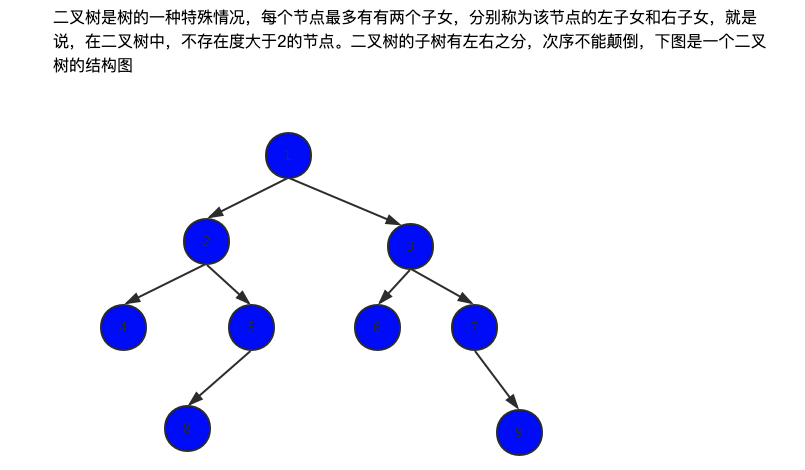 二叉树是树的一种特殊情况，每个节点最多有有两个子女，分别称为该节点的左子女和右子女，就是
说，在二叉树中，不存在度大于2的节点。二叉树的子树有左右之分，次序不能颠倒，下图是一个二叉
树的结构图
1
2
3
4
6
7